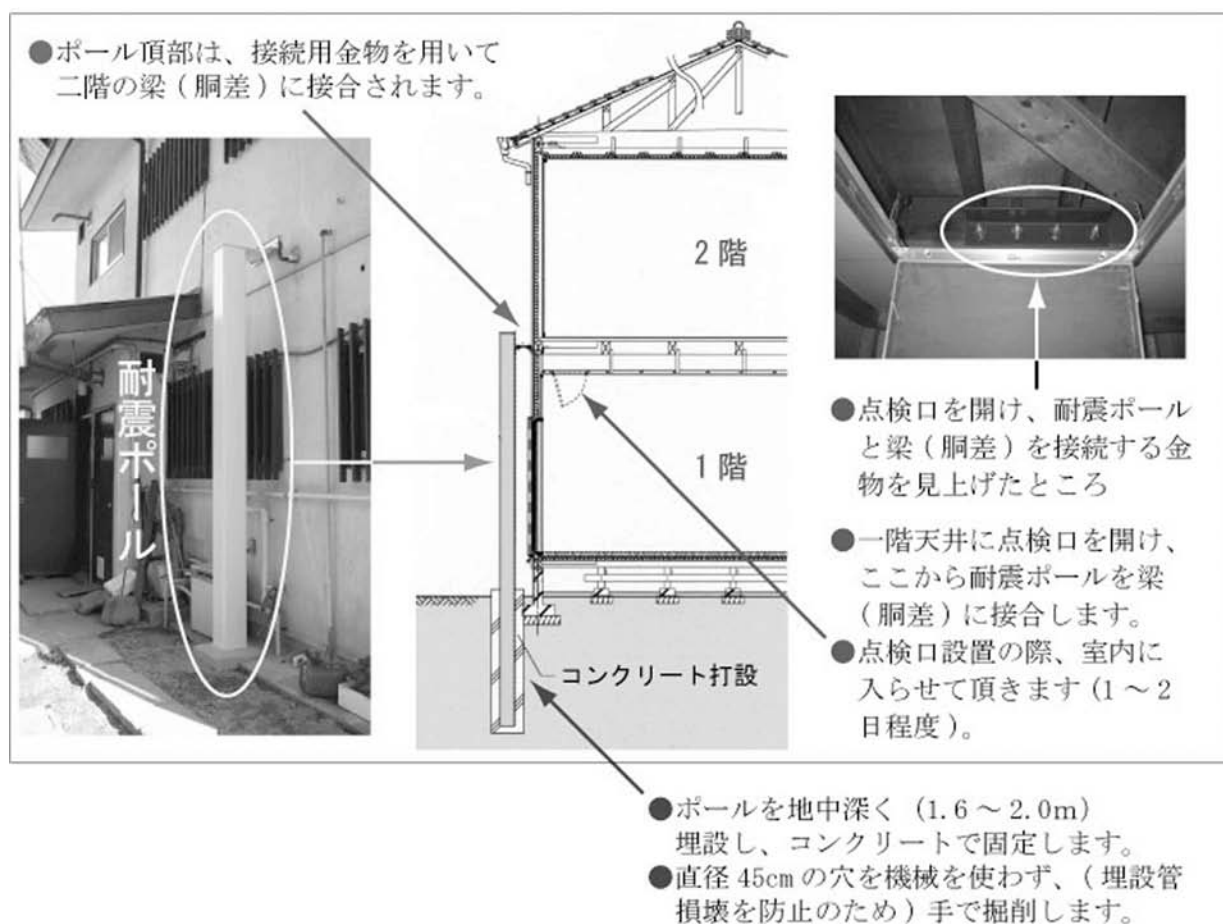 ●ポール頂部は、接続用金物を用いて
二階の梁（胴差）に接合されます。
耐震ポール
2階
1階
コンクリート打設
●点検口を開け、耐震ポール
と梁（胴差）を接続する金
物を見上げたところ
●一階天井に点検口を開け、
ここから耐震ポールを梁
（胴差）に接合します。
●点検口設置の際、室内に
入らせて頂きます（1～2
日程度）。
●ポールを地中深く（1.6～2.0m）
埋設し、コンクリートで固定します。
●直径45cmの穴を機械を使わず、（埋設管
損壊を防止のため）手で掘削します。